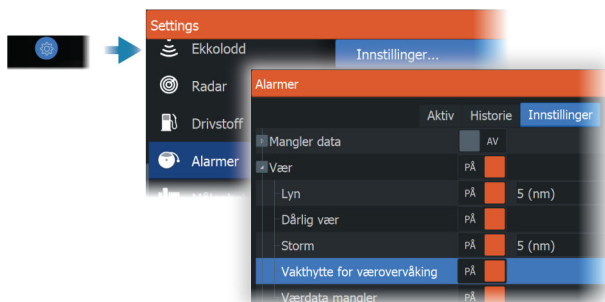 Settings
Ekkolodd
Innstillinger...
Radar
Drivstoff
Alarmer
Alarmer
Aktiv Historie Innstillinger
Mangler data AV
Vær PÅ
Lyn PÅ 5 (nm)
Dårlig vær PÅ
Storm PÅ 5 (nm)
Vakthytte for værovervåking PÅ
Værdata mangler PÅ